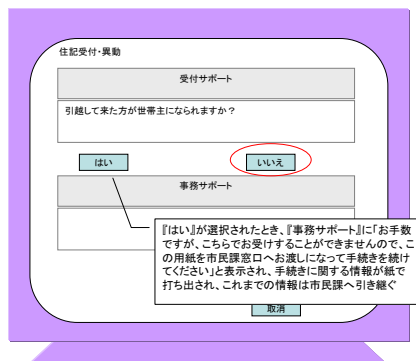 住記受付・異動
受付サポート
引越して来た方が世帯主になられますか？
はい
いいえ
事務サポート
『はい』が選択されたとき、『事務サポート』に「お手数
ですが、こちらでお受けすることができませんので、こ
の用紙を市民課窓口へお渡しになって手続きを続け
てください」と表示され、手続きに関する情報が紙で
打ち出され、これまでの情報は市民課へ引き継ぐ
取消